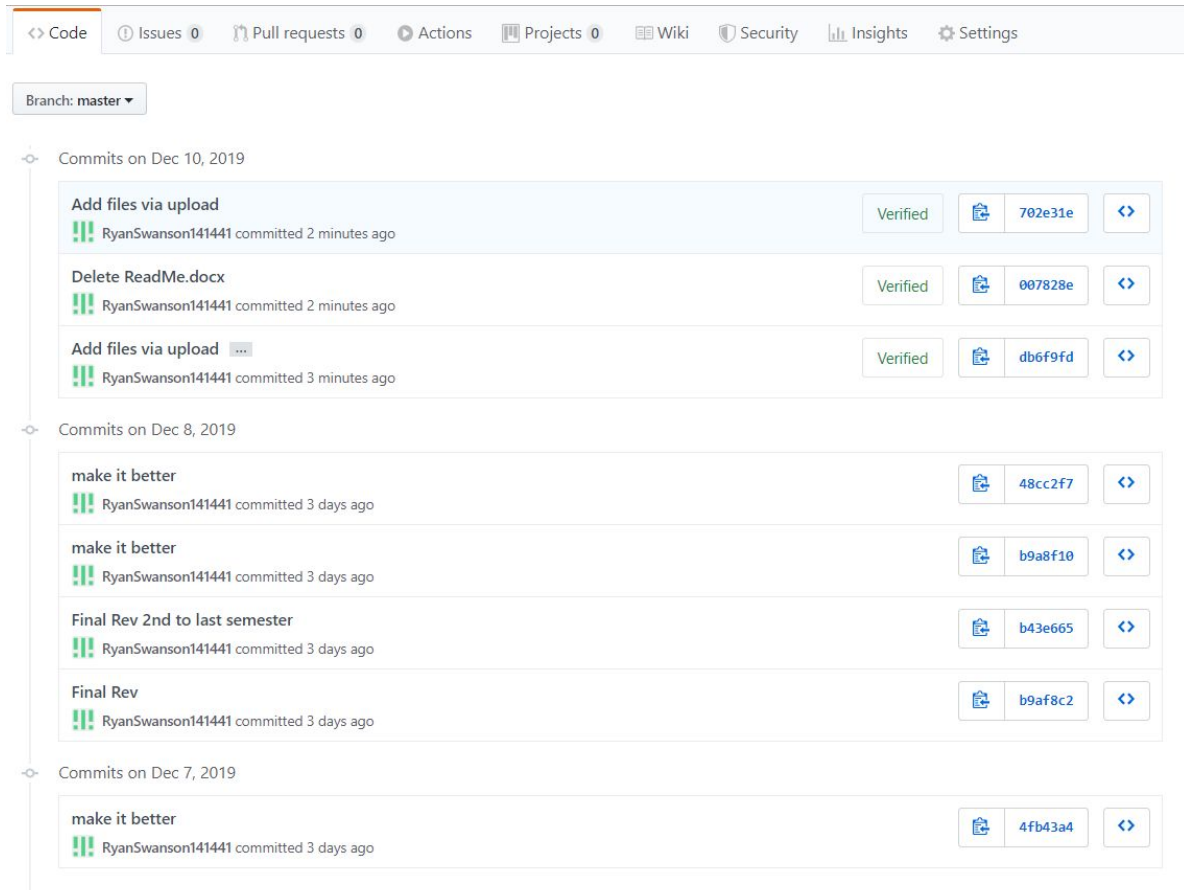 <> Code Issues 0 Pull requests 0 Actions Projects 0 Wiki Security Insights Settings
Branch: master
Commits on Dec 10, 2019
Add files via upload
Verified 702e31e <>
RyanSwanson141441 committed 2 minutes ago
Delete ReadMe.docx
Verified 007828e <>
RyanSwanson141441 committed 2 minutes ago
Add files via upload ...
Verified db6f9fd <>
RyanSwanson141441 committed 3 minutes ago
Commits on Dec 8, 2019
make it better
48cc2f7 <>
RyanSwanson141441 committed 3 days ago
make it better
b9a8f10 <>
RyanSwanson141441 committed 3 days ago
Final Rev 2nd to last semester
b43e665 <>
RyanSwanson141441 committed 3 days ago
Final Rev
b9af8c2 <>
RyanSwanson141441 committed 3 days ago
Commits on Dec 7, 2019
make it better
4fb43a4 <>
RyanSwanson141441 committed 3 days ago